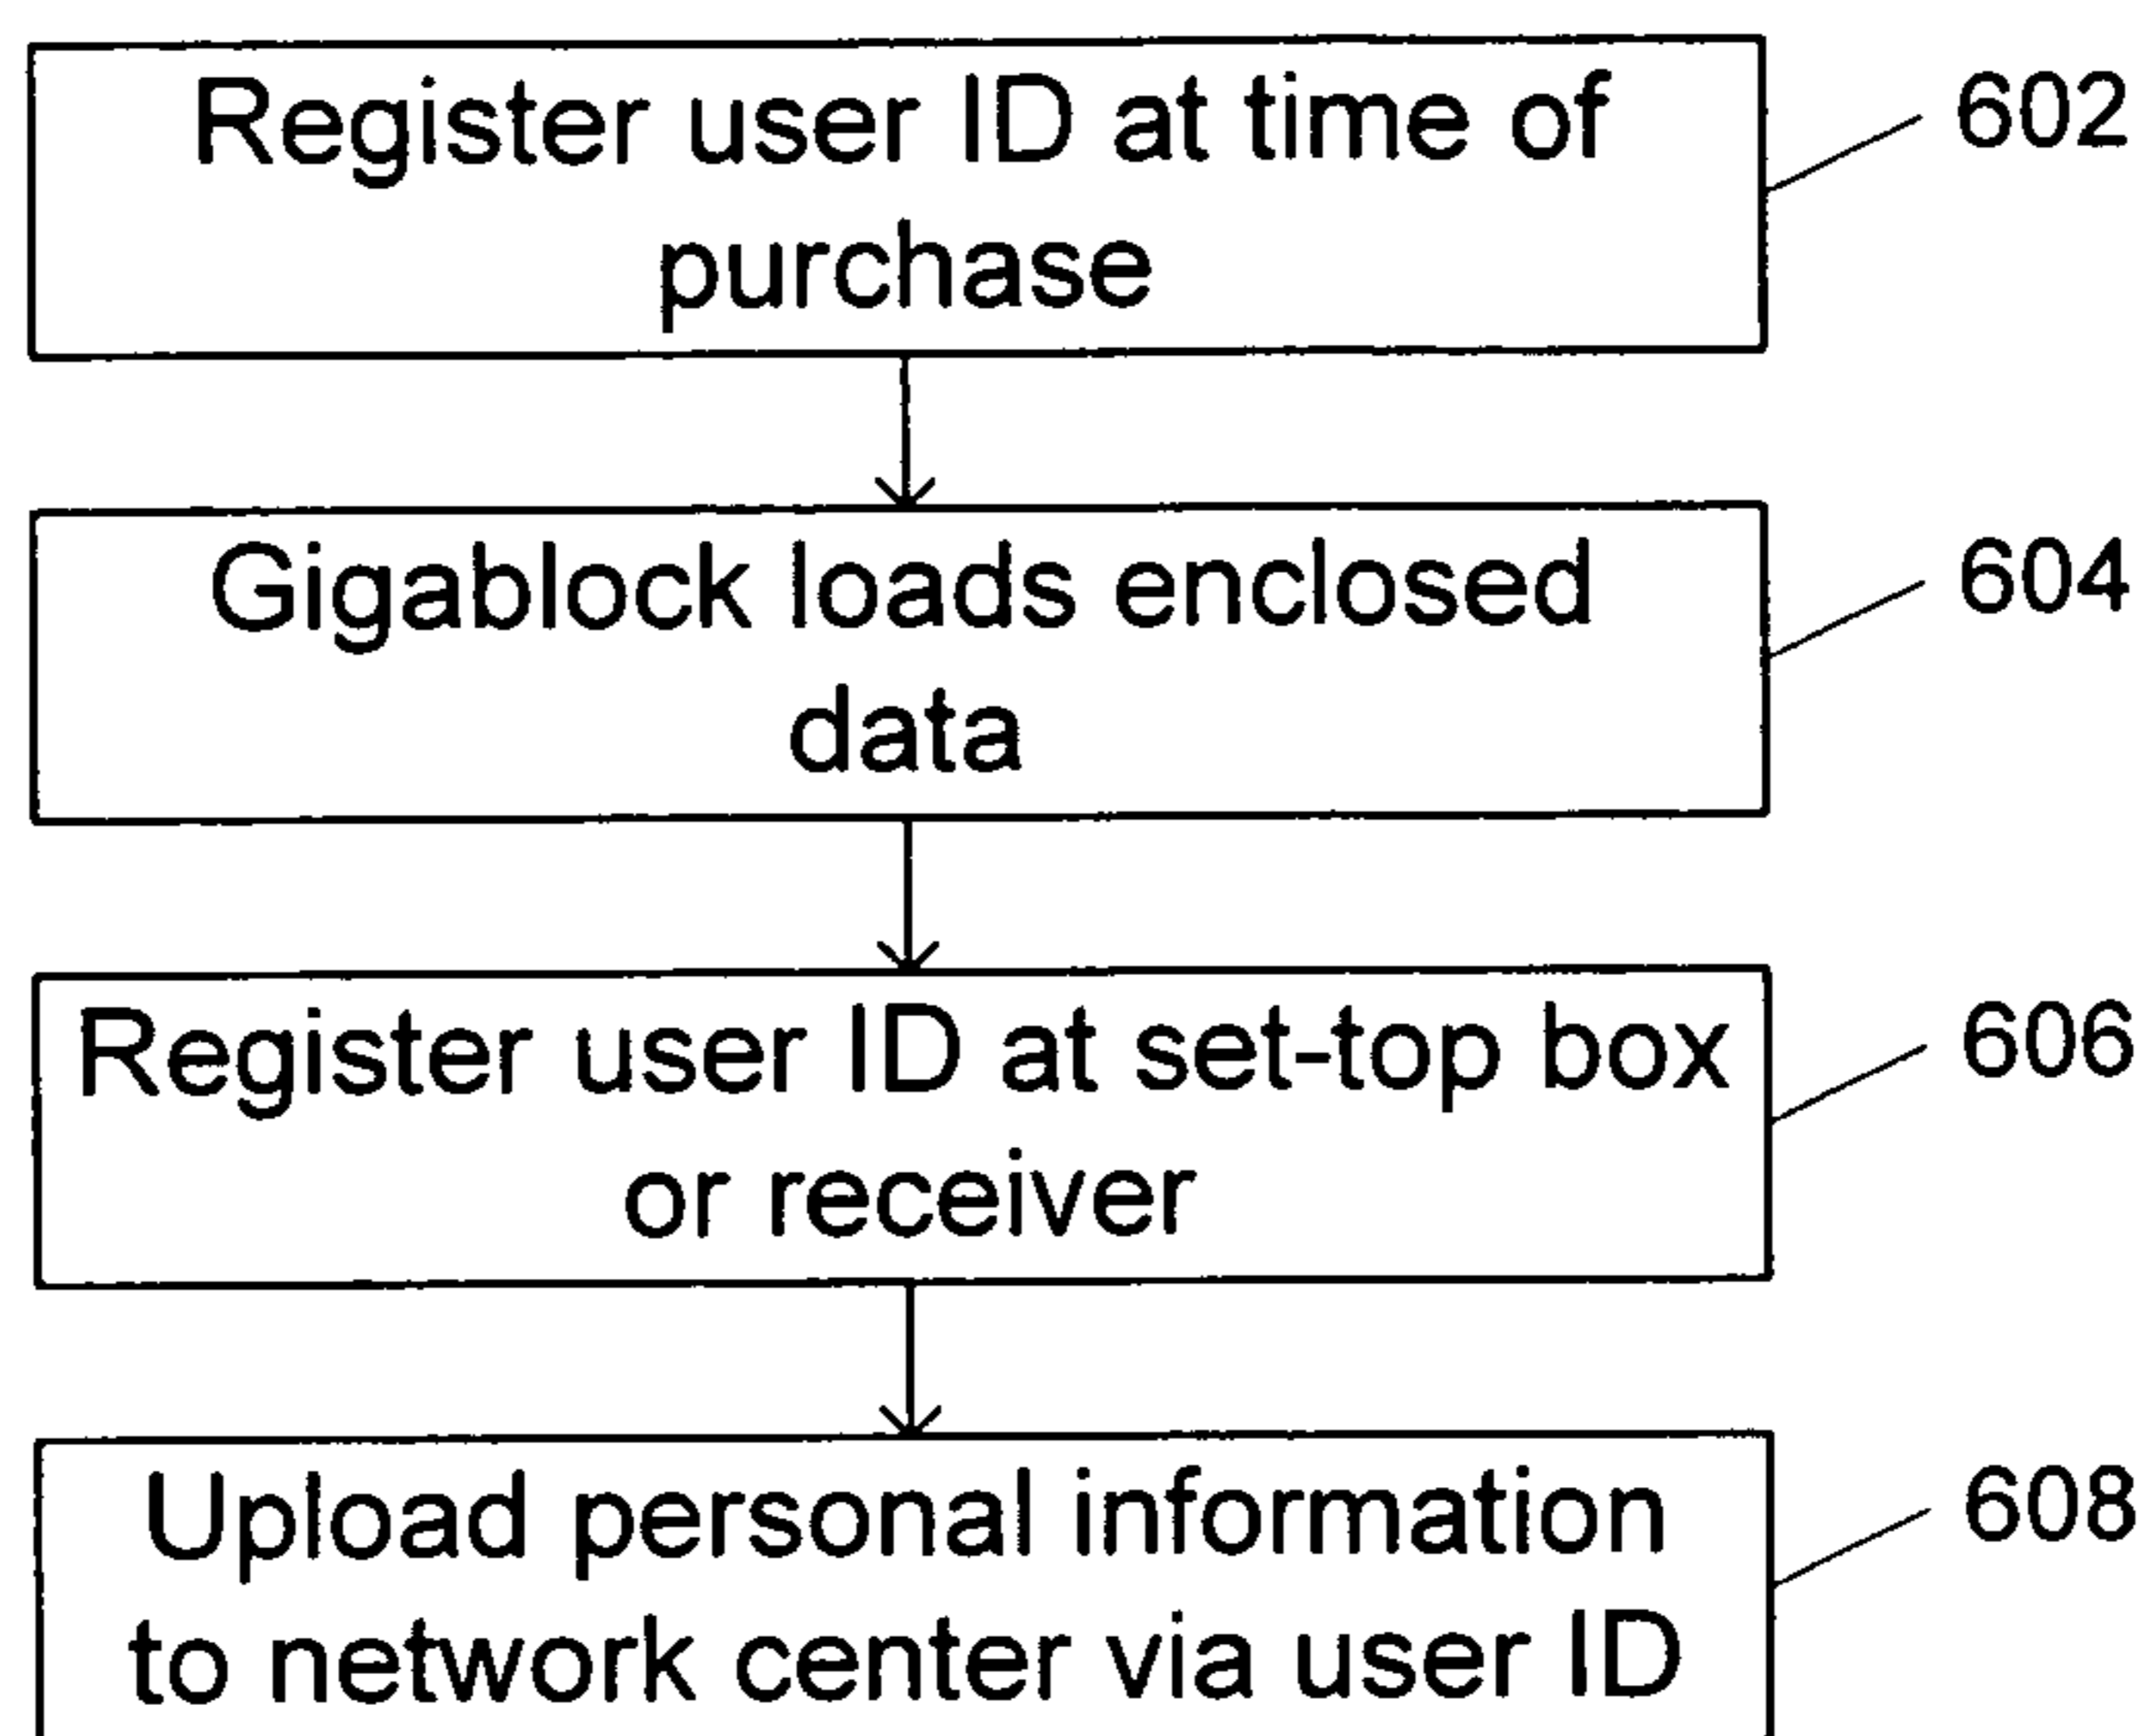 Register user ID at time of
purchase
602
Gigablock loads enclosed
data
604
Register user ID at set-top box
or receiver
606
Upload personal information
to network center via user ID
608